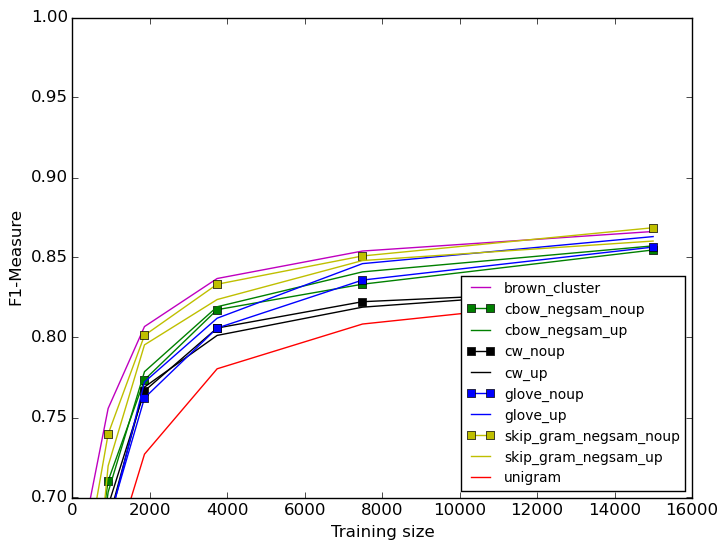 1.00
0.95
0.90
0.85
0.80
0.75
0.70
F1-Measure
0 2000 4000 6000 8000 10000 12000 14000 16000
Training size
brown_cluster
cbow_negsam_noup
cbow_negsam_up
cw_noup
cw_up
glove_noup
glove_up
skip_gram_negsam_noup
skip_gram_negsam_up
unigram